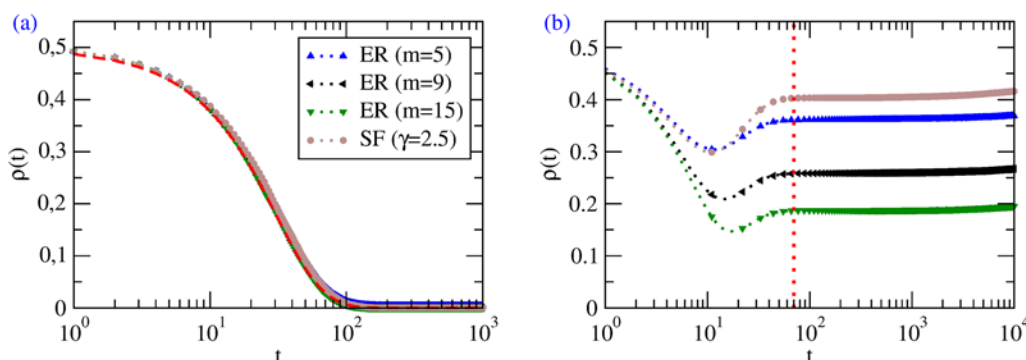 (a)
0,5
0,4
0,3
0,2
0,1
0
ρ(t)
10⁰
10¹
10²
10³
t
ER (m=5)
ER (m=9)
ER (m=15)
SF (γ=2.5)
(b)
0,5
0.4
0.3
0.2
0.1
0
ρ(t)
10⁰
10¹
10²
10³
10⁴
t